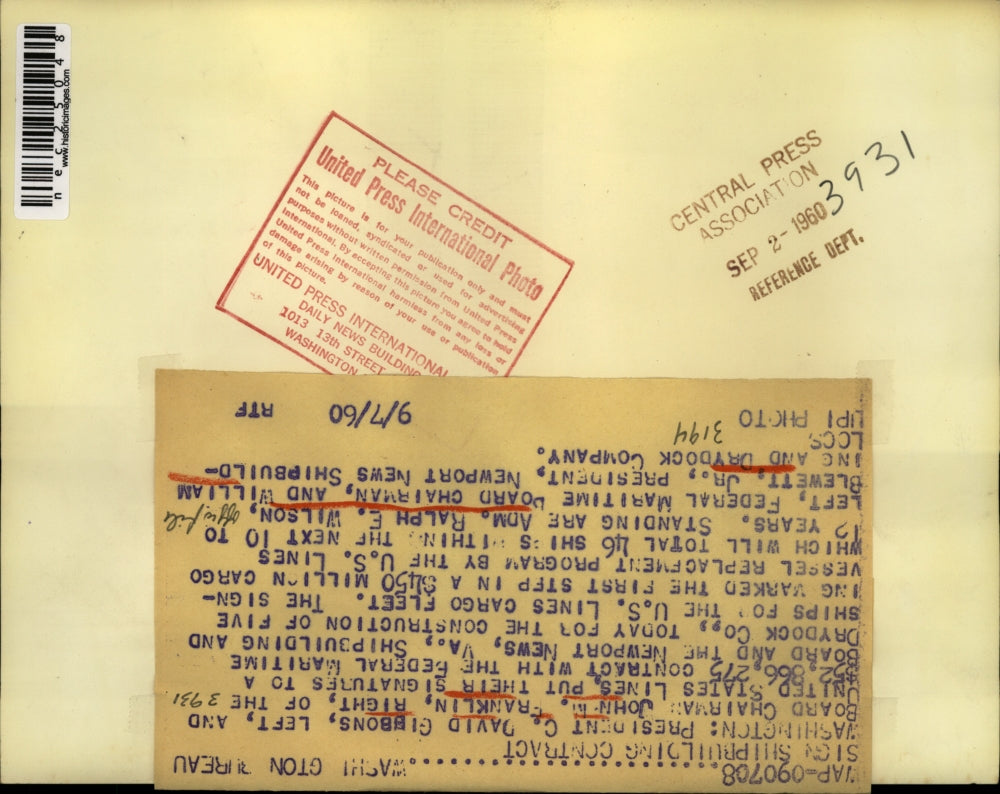 n e c 2 5 0 4 8
www.historicimages.com
PLEASE CREDIT
United Press International Photo
This picture is for your publication only and must
not be loaned, syndicated or used for advertising
purposes without written permission from United Press
International. By accepting this picture you agree to hold
United Press International harmless from any loss or
damage arising by reason of your use or publication
of this picture.
UNITED PRESS INTERNATIONAL
DAILY NEWS BUILDING
1013 13th STREET
WASHINGTON
CENTRAL PRESS
ASSOCIATION
SEP 2-1960
REFERENCE DEPT.
3931
WAP-090708..........WASHI GTON BUREAU
SIGN SHIPBUILDING CONTRACT
WASHINGTON: PRESIDENT C. DAVID GIBBONS, LEFT, AND
BOARD CHAIRMAN JOHN M. FRANKLIN, RIGHT, OF THE
3931
UNITED STATES LINES, PUT THEIR SIGNATURES TO A
$52,866,272 CONTRACT WITH THE FEDERAL MARITIME
BOARD AND THE NEWPORT NEWS, VA., SHIPBUILDING AND
DRYDOCK CO., TODAY FOR THE CONSTRUCTION OF FIVE
SHIPS FOR THE U.S. LINES CARGO FLEET. THE SIGN-
ING MARKED THE FIRST STEP IN A $450 MILLION CARGO
VESSEL REPLACEMENT PROGRAM BY THE U.S. LINES
WHICH WILL TOTAL 46 SHIPS WITHIN THE NEXT 10 TO
12 YEARS. STANDING ARE ADM. RALPH E. WILSON,
LEFT, FEDERAL MARITIME BOARD CHAIRMAN, AND WILLIAM
BLEWETT, JR., PRESIDENT, NEWPORT NEWS SHIPBUILD-
ING AND DRYDOCK COMPANY.
LCCS
3194
UPI PHOTO
9/7/60 RTF